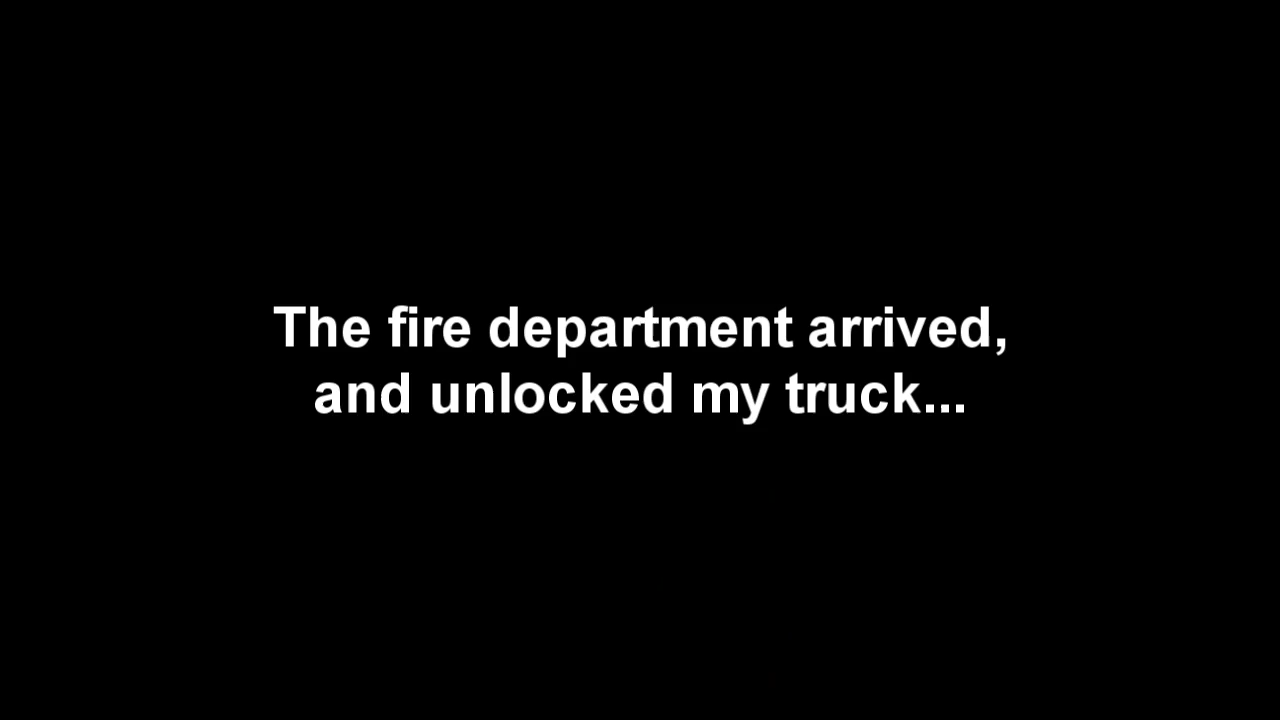 The fire department arrived,
and unlocked my truck...